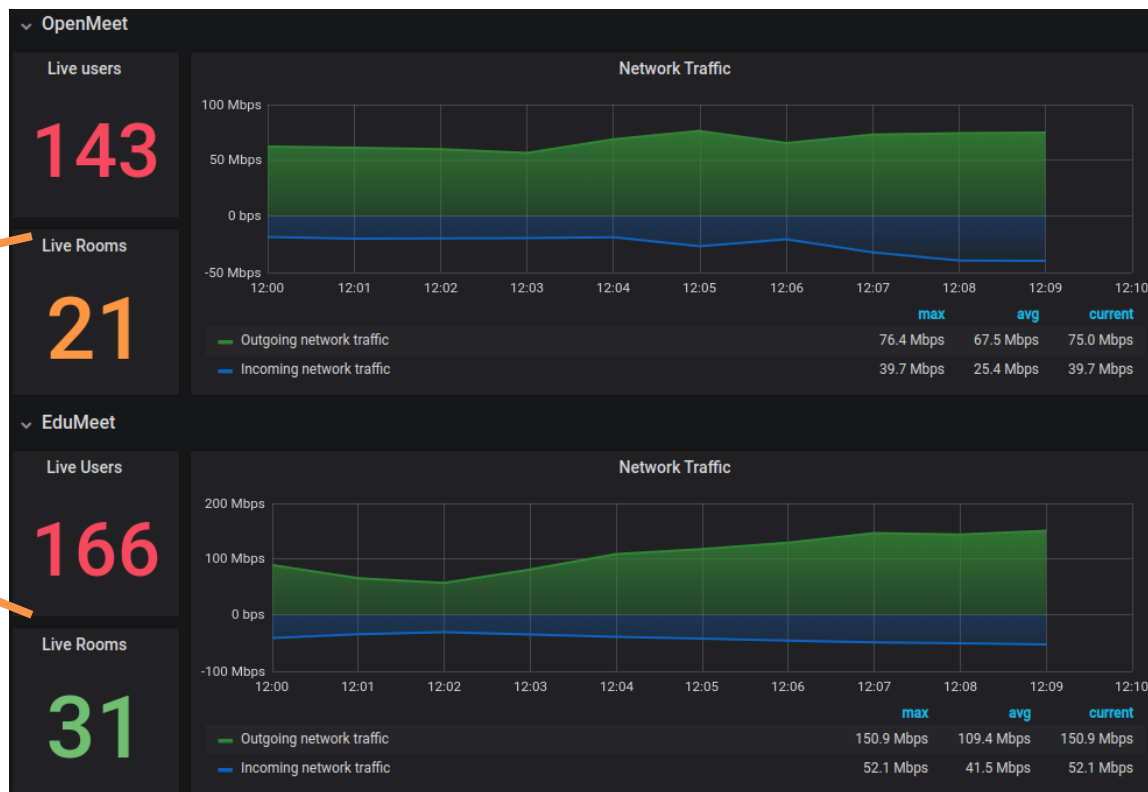 OpenMeet
Live users
143
Live Rooms
21
Network Traffic
100 Mbps
50 Mbps
0 bps
-50 Mbps
12:00 12:01 12:02 12:03 12:04 12:05 12:06 12:07 12:08 12:09 12:10
max avg current
Outgoing network traffic 76.4 Mbps 67.5 Mbps 75.0 Mbps
Incoming network traffic 39.7 Mbps 25.4 Mbps 39.7 Mbps
EduMeet
Live Users
166
Live Rooms
31
Network Traffic
200 Mbps
100 Mbps
0 bps
-100 Mbps
12:00 12:01 12:02 12:03 12:04 12:05 12:06 12:07 12:08 12:09 12:10
max avg current
Outgoing network traffic 150.9 Mbps 109.4 Mbps 150.9 Mbps
Incoming network traffic 52.1 Mbps 41.5 Mbps 52.1 Mbps